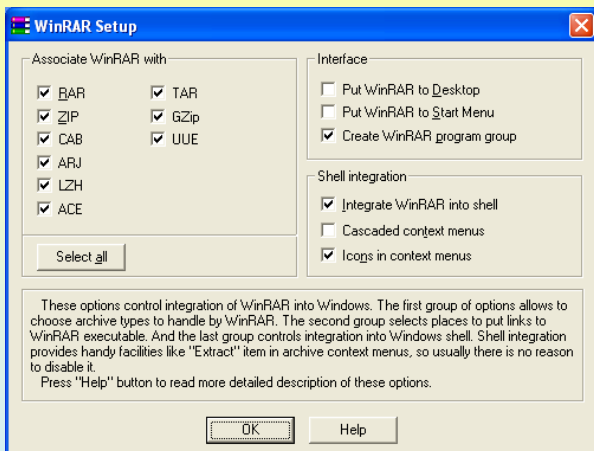 WinRAR Setup
Associate WinRAR with
RAR
ZIP
CAB
ARJ
LZH
ACE
TAR
GZip
UUE
Select all
Interface
Put WinRAR to Desktop
Put WinRAR to Start Menu
Create WinRAR program group
Shell integration
Integrate WinRAR into shell
Cascaded context menus
Icons in context menus
These options control integration of WinRAR into Windows. The first group of options allows to
choose archive types to handle by WinRAR. The second group selects places to put links to
WinRAR executable. And the last group controls integration into Windows shell. Shell integration
provides handy facilities like "Extract" item in archive context menus, so usually there is no reason
to disable it.
Press "Help" button to read more detailed description of these options.
OK
Help